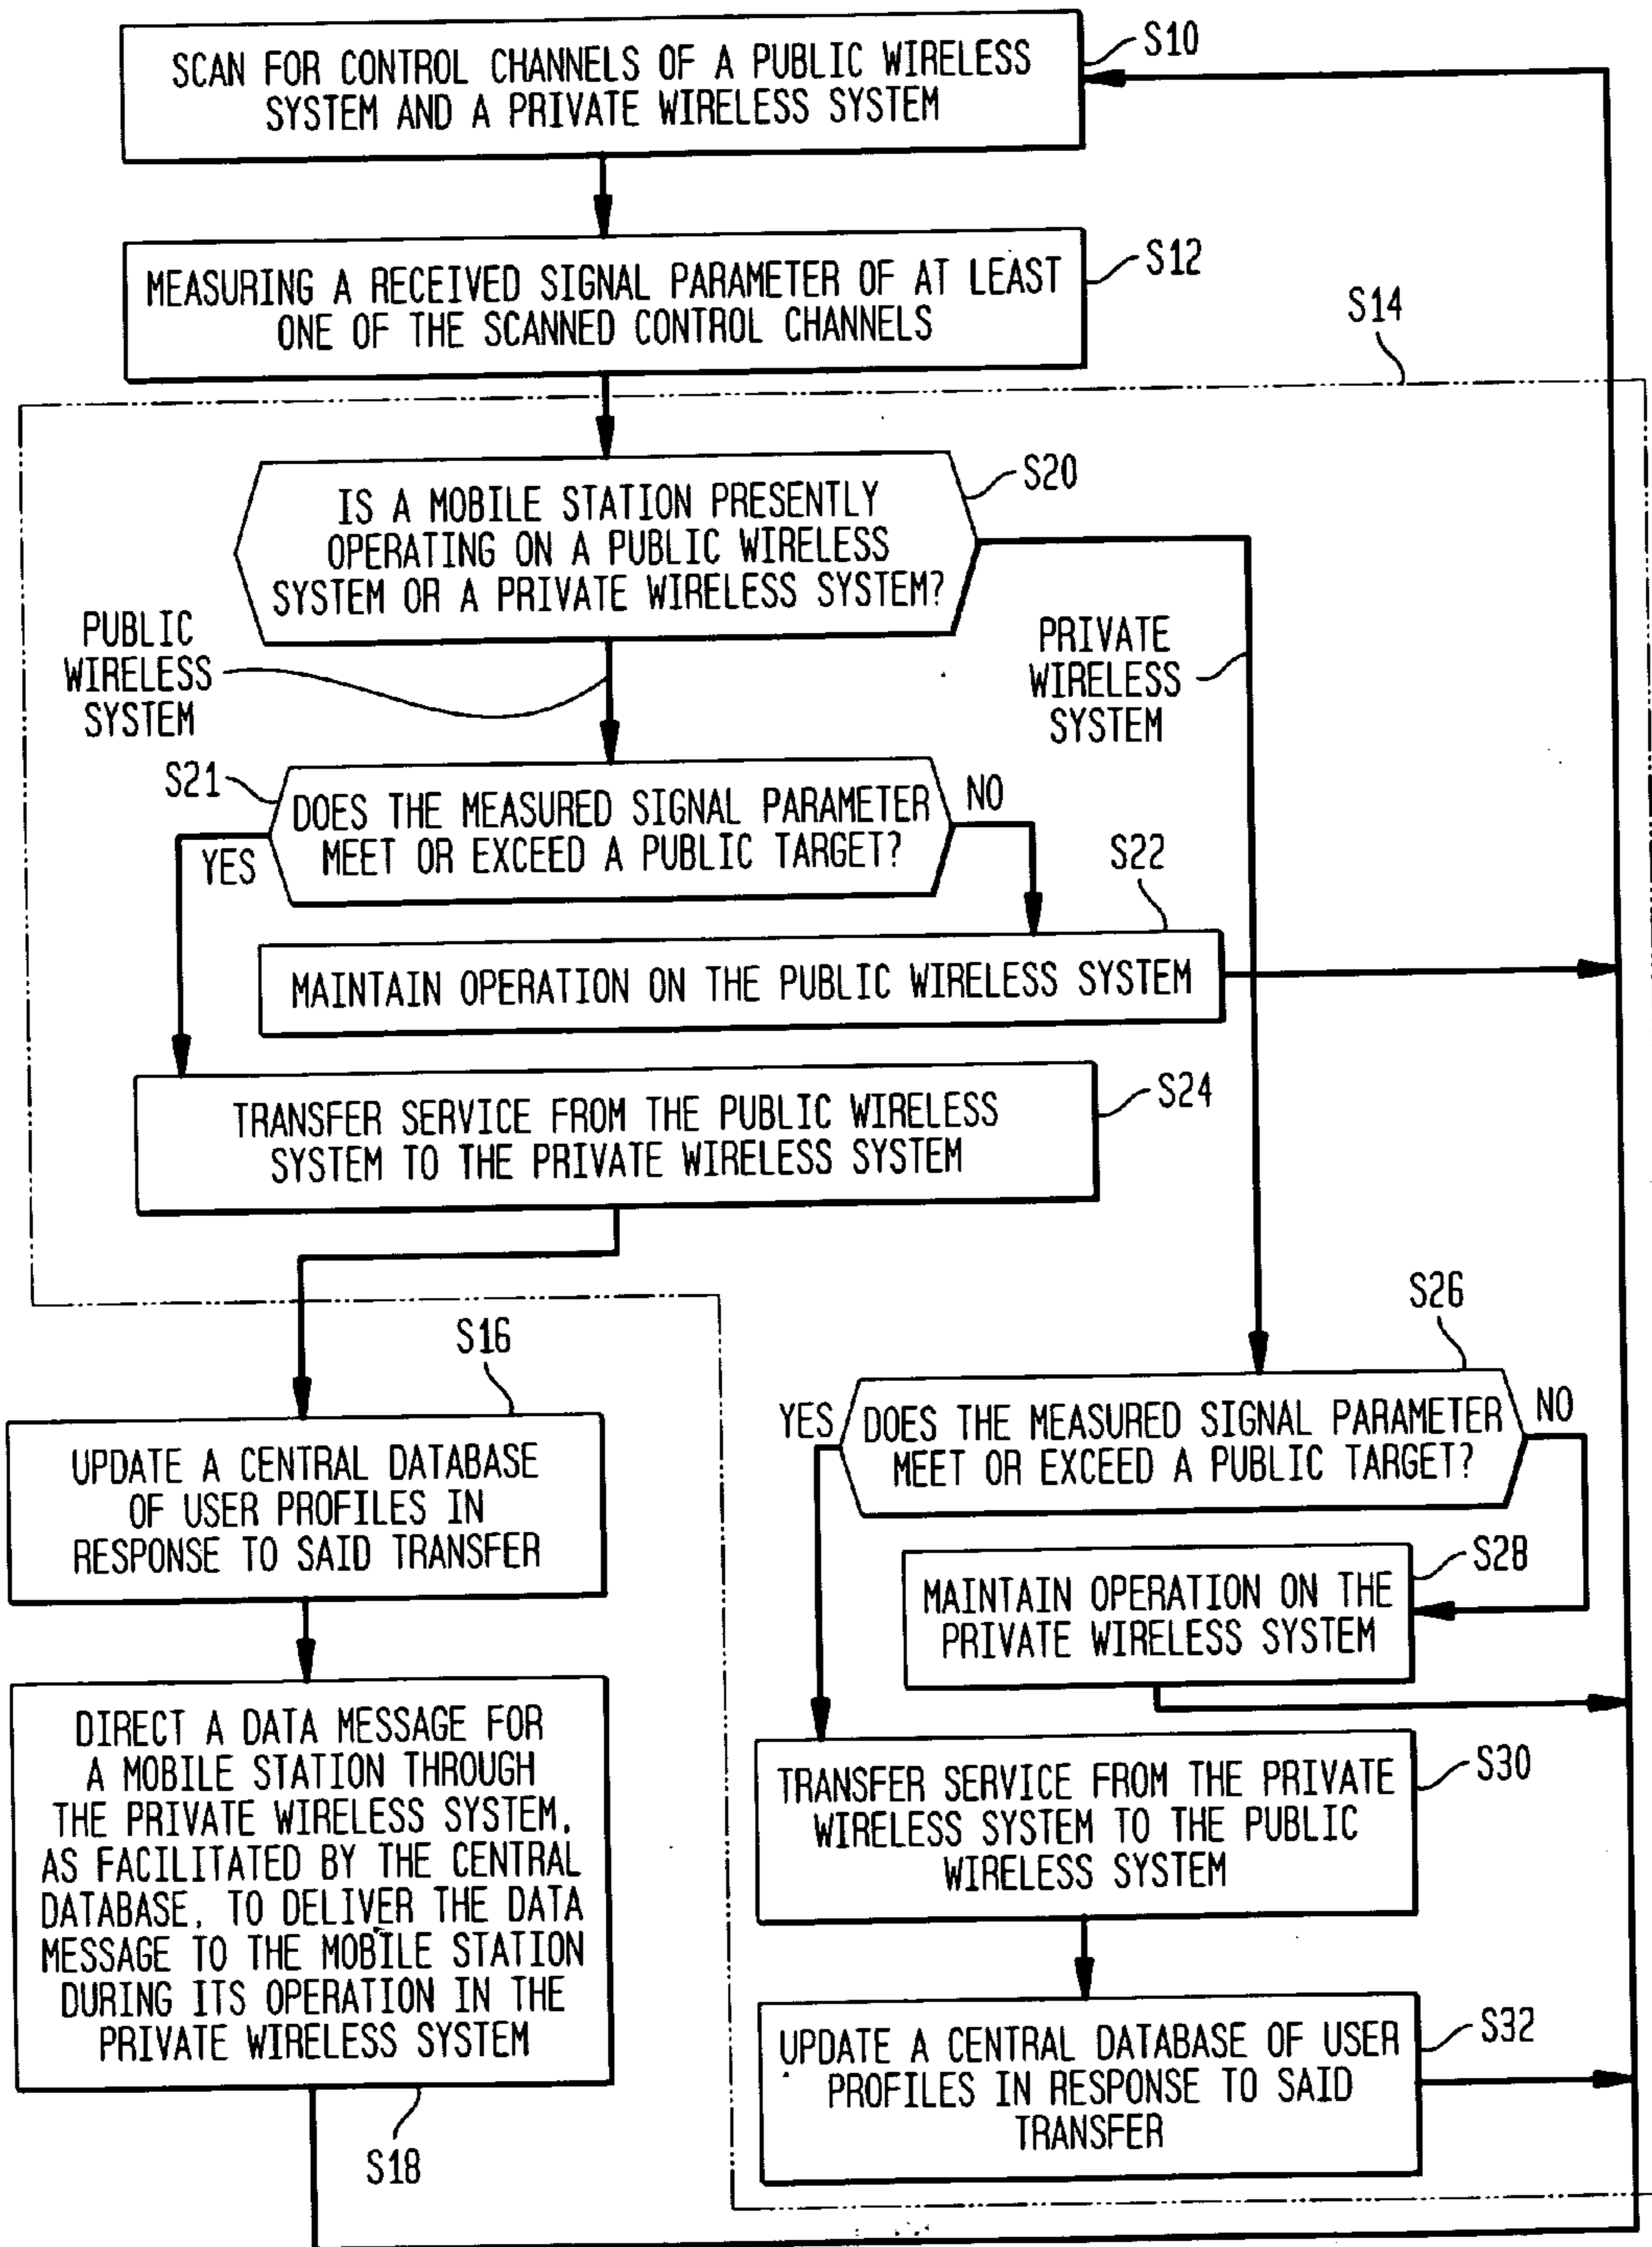 SCAN FOR CONTROL CHANNELS OF A PUBLIC WIRELESS
SYSTEM AND A PRIVATE WIRELESS SYSTEM
S10
MEASURING A RECEIVED SIGNAL PARAMETER OF AT LEAST
ONE OF THE SCANNED CONTROL CHANNELS
S12
S14
IS A MOBILE STATION PRESENTLY
OPERATING ON A PUBLIC WIRELESS
SYSTEM OR A PRIVATE WIRELESS SYSTEM?
S20
PUBLIC
WIRELESS
SYSTEM
PRIVATE
WIRELESS
SYSTEM
S21
DOES THE MEASURED SIGNAL PARAMETER
MEET OR EXCEED A PUBLIC TARGET?
NO
YES
S22
MAINTAIN OPERATION ON THE PUBLIC WIRELESS SYSTEM
TRANSFER SERVICE FROM THE PUBLIC WIRELESS
SYSTEM TO THE PRIVATE WIRELESS SYSTEM
S24
S16
UPDATE A CENTRAL DATABASE
OF USER PROFILES IN
RESPONSE TO SAID TRANSFER
S26
YES
DOES THE MEASURED SIGNAL PARAMETER
MEET OR EXCEED A PUBLIC TARGET?
NO
MAINTAIN OPERATION ON THE
PRIVATE WIRELESS SYSTEM
S28
DIRECT A DATA MESSAGE FOR
A MOBILE STATION THROUGH
THE PRIVATE WIRELESS SYSTEM,
AS FACILITATED BY THE CENTRAL
DATABASE, TO DELIVER THE DATA
MESSAGE TO THE MOBILE STATION
DURING ITS OPERATION IN THE
PRIVATE WIRELESS SYSTEM
S18
TRANSFER SERVICE FROM THE PRIVATE
WIRELESS SYSTEM TO THE PUBLIC
WIRELESS SYSTEM
S30
UPDATE A CENTRAL DATABASE OF USER
PROFILES IN RESPONSE TO SAID
TRANSFER
S32